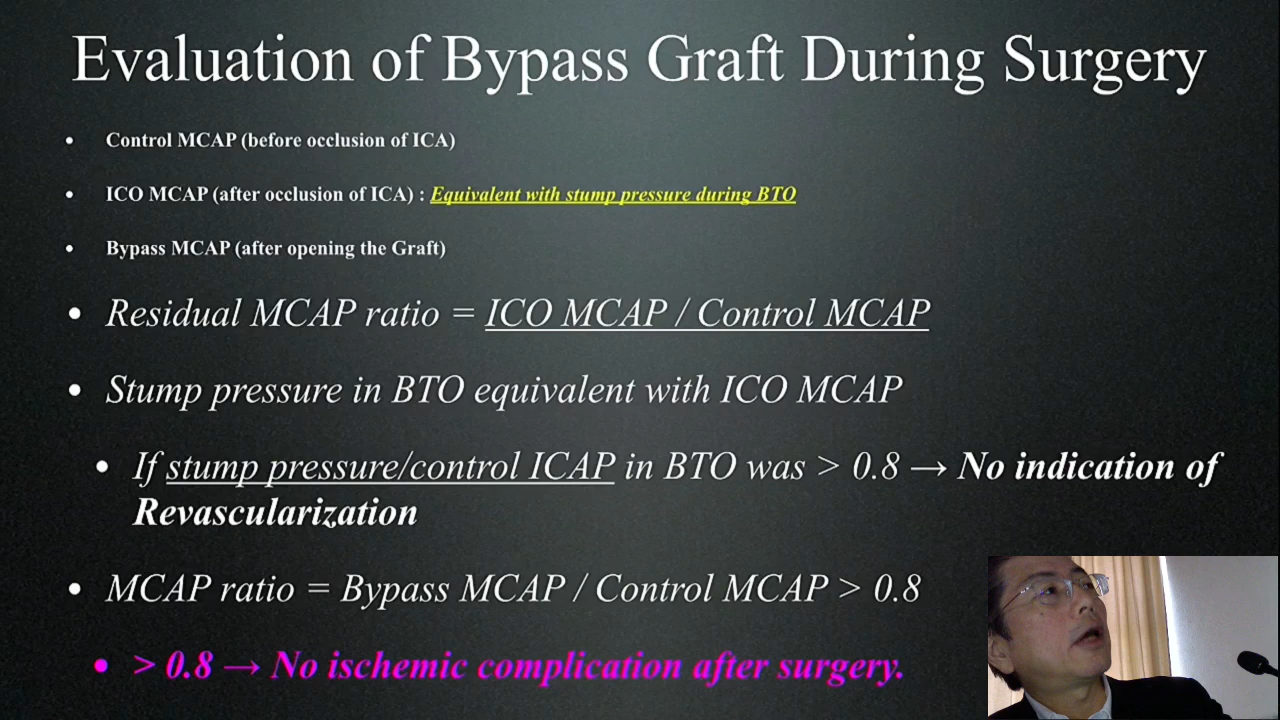 Evaluation of Bypass Graft During Surgery
• Control MCAP (before occlusion of ICA)
• ICO MCAP (after occlusion of ICA) : Equivalent with stump pressure during BTO
• Bypass MCAP (after opening the Graft)
• Residual MCAP ratio = ICO MCAP / Control MCAP
• Stump pressure in BTO equivalent with ICO MCAP
• If stump pressure/control ICAP in BTO was > 0.8 → No indication of
Revascularization
• MCAP ratio = Bypass MCAP / Control MCAP > 0.8
• > 0.8 → No ischemic complication after surgery.